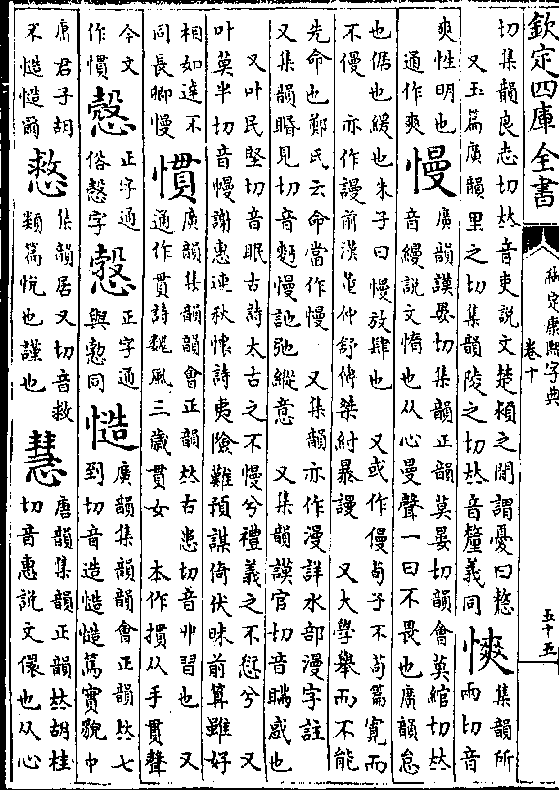 欽定四庫全書
御定康熙字典
卷十
五十五
切集韻良志切𠀤音吏說文楚潁之間謂憂曰㥶
又玉篇廣韻里之切集韻陵之切𠀤音釐義同
慡
集韻所
兩切音
爽性明也
通作爽
慢
廣韻謨晏切集韻正韻莫晏切韻會莫綰切𠀤
音縵說文惰也从心曼聲一曰不畏也廣韻怠
也倨也緩也朱子曰慢放肆也 又或作僈荀子不苟篇寬而
不僈 亦作謾前漢董仲舒傳桀紂暴謾 又大學舉而不能
先命也鄭氏云命當作慢 又集韻亦作漫詳水部漫字註
又集韻䁕見切音麪慢訑弛縱意 又集韻謨官切音瞞惑也
又叶民堅切音眠古詩太古之不慢兮禮義之不愆兮 又
叶莫半切音幔謝惠連秋懷詩夷險難預謀倚伏昧前算雖好
相如達不
同長卿慢
慣
廣韻集韻韻會正韻𠀤古患切音丱習也 又
通作貫詩魏風三歲貫女 本作摜从手貫聲
今文
作慣
慤
正字通
俗愨字
正字通
與愨同
慥
廣韻集韻韻會正韻𠀤七
到切音造慥慥篤實貌中
庸君子胡
不慥慥爾
集韻居又切音救
類篇悅也謹也
慧
唐韻集韻正韻𠀤胡桂
切音惠說文儇也从心